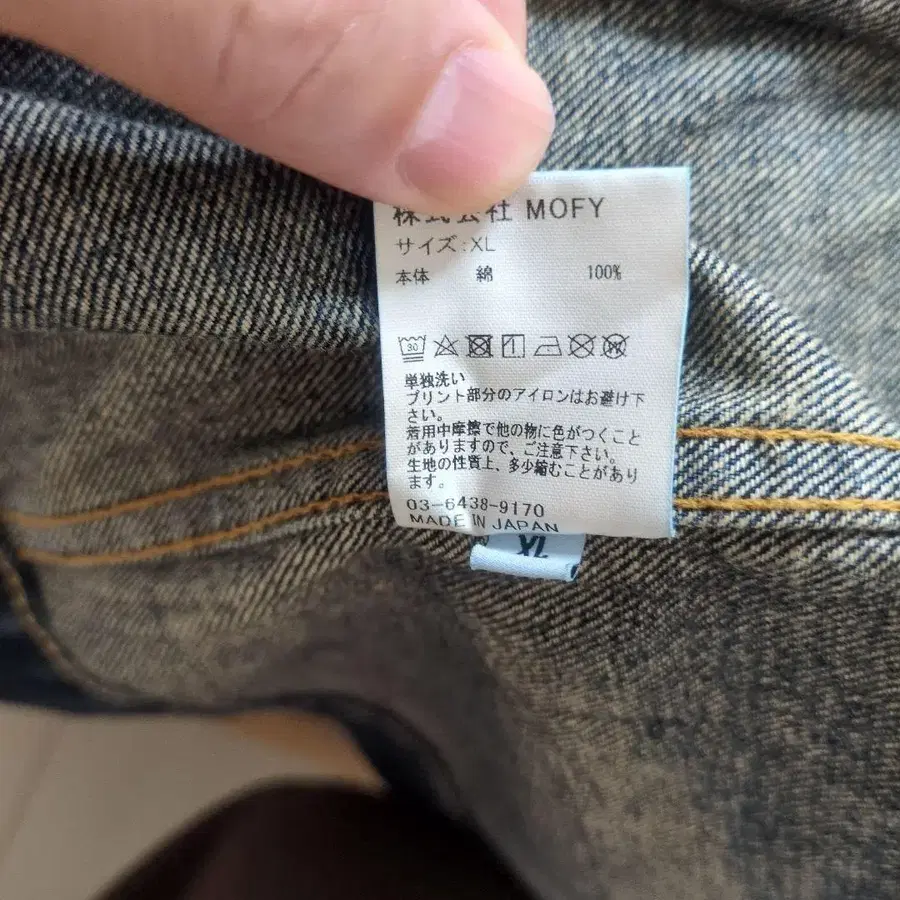 株式会社 MOFY
サイズ:XL
本体 綿 100%
30
単独洗い
プリント部分のアイロンはお避け下
さい。
着用中摩擦で他の物に色がつくこと
がありますので、ご注意下さい。
生地の性質上、多少縮むことがあり
ます。
03-6438-9170
MADE IN JAPAN
XL